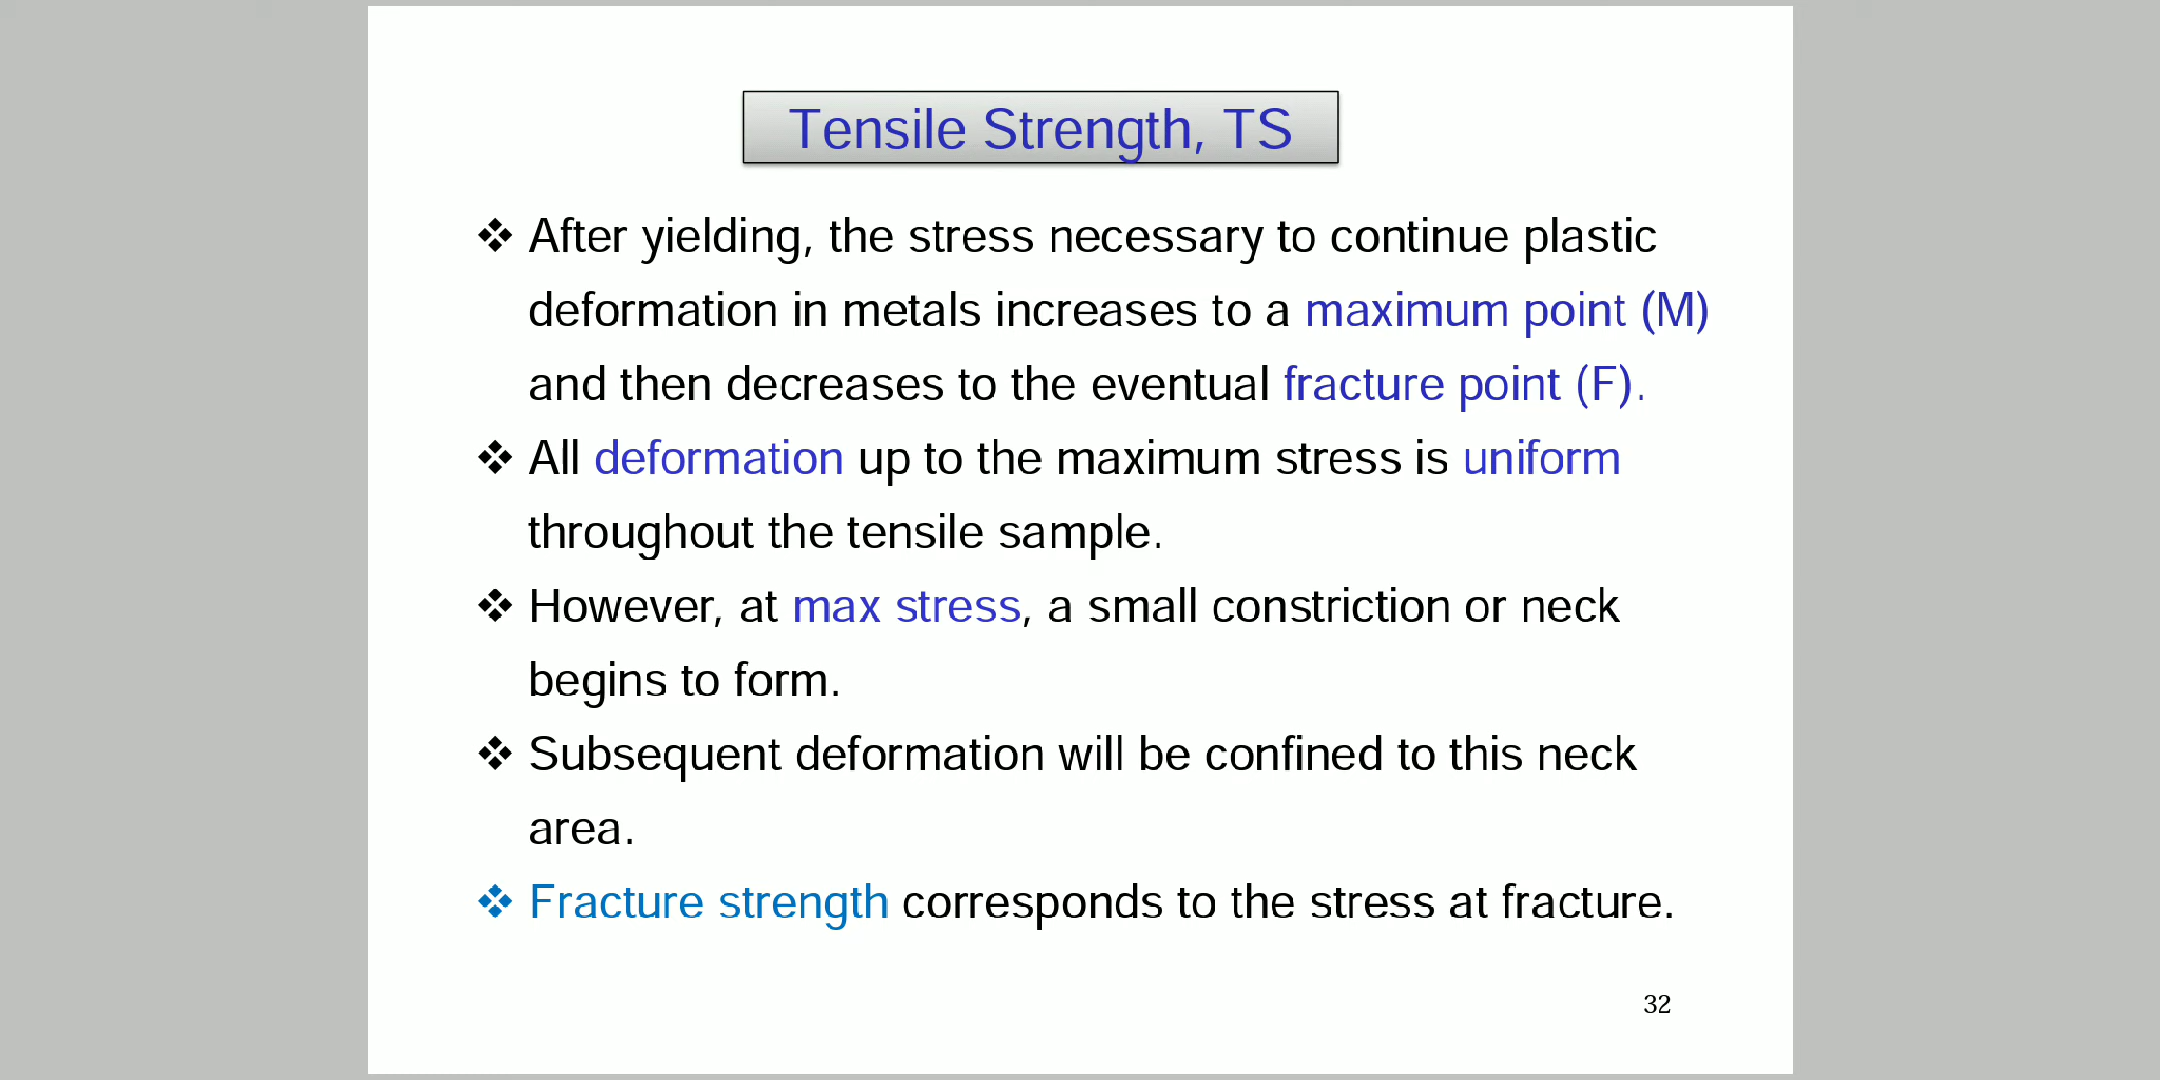 Tensile Strength, TS
❖ After yielding, the stress necessary to continue plastic
deformation in metals increases to a maximum point (M)
and then decreases to the eventual fracture point (F).
❖ All deformation up to the maximum stress is uniform
throughout the tensile sample.
❖ However, at max stress, a small constriction or neck
begins to form.
❖ Subsequent deformation will be confined to this neck
area.
❖ Fracture strength corresponds to the stress at fracture.
32